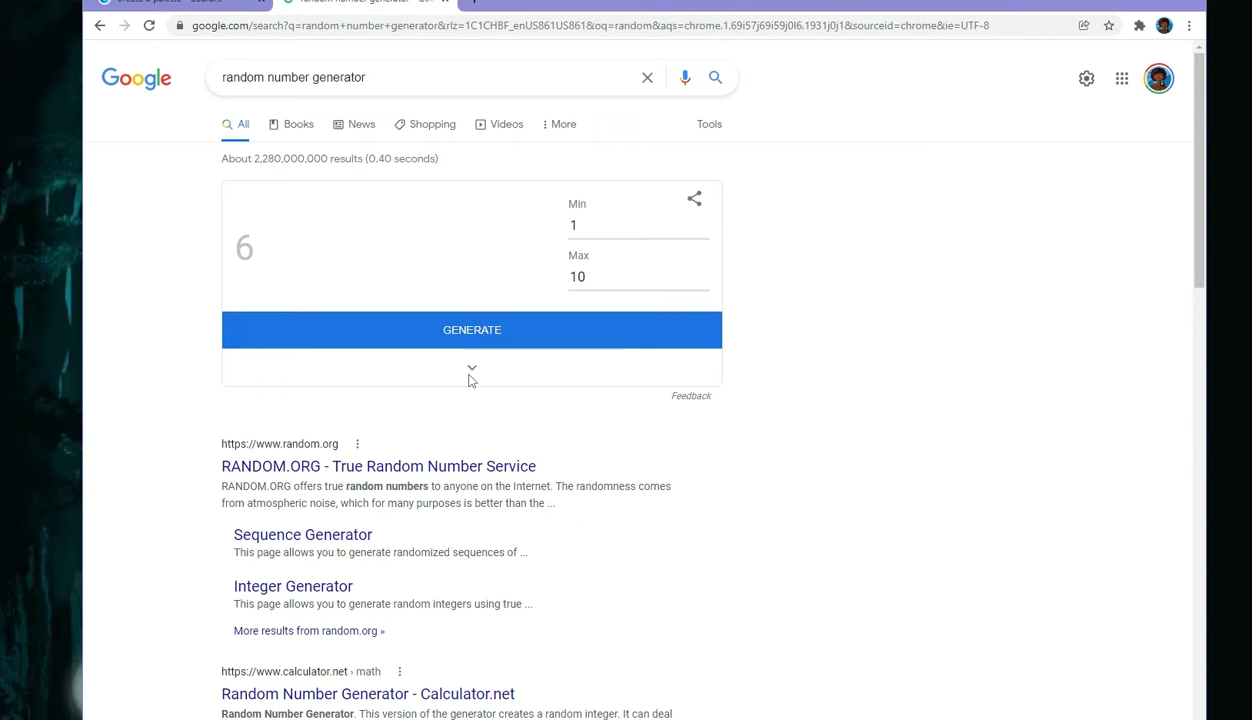 google.com/search?q=random+number+generator&rlz=1C1CHBF_enUS861US861&oq=random&aqs=chrome.1.69i57j69i59j0l6.1931j0j1&sourceid=chrome&ie=UTF-8
Google
random number generator
All
Books
News
Shopping
Videos
More
Tools
About 2,280,000,000 results (0.40 seconds)
6
Min
1
Max
10
GENERATE
Feedback
https://www.random.org
RANDOM.ORG - True Random Number Service
RANDOM.ORG offers true random numbers to anyone on the Internet. The randomness comes
from atmospheric noise, which for many purposes is better than the ...
Sequence Generator
This page allows you to generate randomized sequences of ...
Integer Generator
This page allows you to generate random integers using true ...
More results from random.org »
https://www.calculator.net › math
Random Number Generator - Calculator.net
Random Number Generator. This version of the generator creates a random integer. It can deal